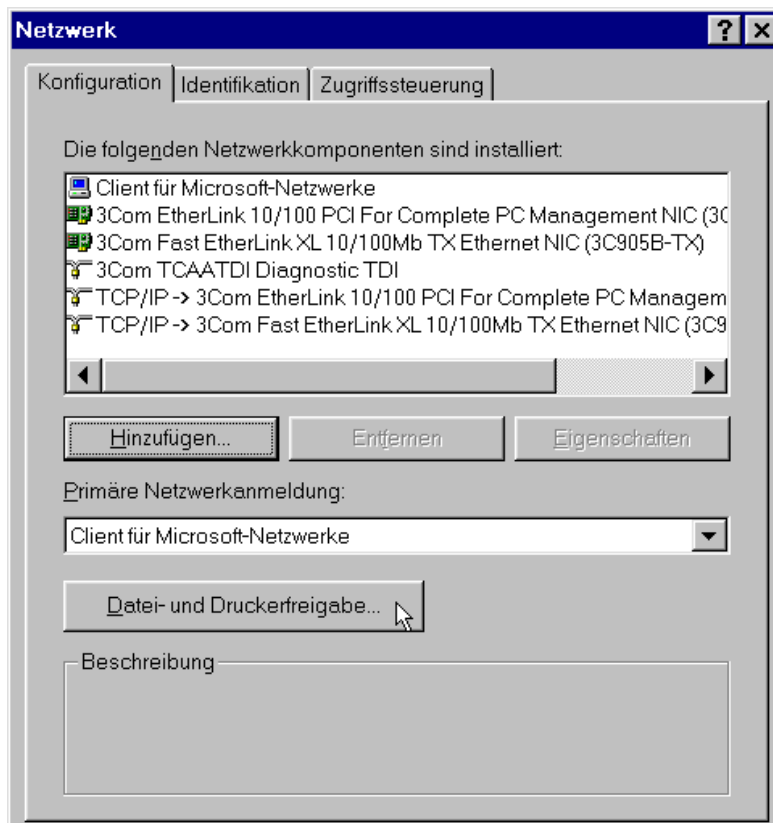 Netzwerk
Konfiguration
Identifikation
Zugriffssteuerung
Die folgenden Netzwerkkomponenten sind installiert:
Client für Microsoft-Netzwerke
3Com EtherLink 10/100 PCI For Complete PC Management NIC (3C
3Com Fast EtherLink XL 10/100Mb TX Ethernet NIC (3C905B-TX)
3Com TCAATDI Diagnostic TDI
TCP/IP -> 3Com EtherLink 10/100 PCI For Complete PC Managem
TCP/IP -> 3Com Fast EtherLink XL 10/100Mb TX Ethernet NIC (3C9
Hinzufügen...
Entfernen
Eigenschaften
Primäre Netzwerkanmeldung:
Client für Microsoft-Netzwerke
Datei- und Druckerfreigabe...
Beschreibung